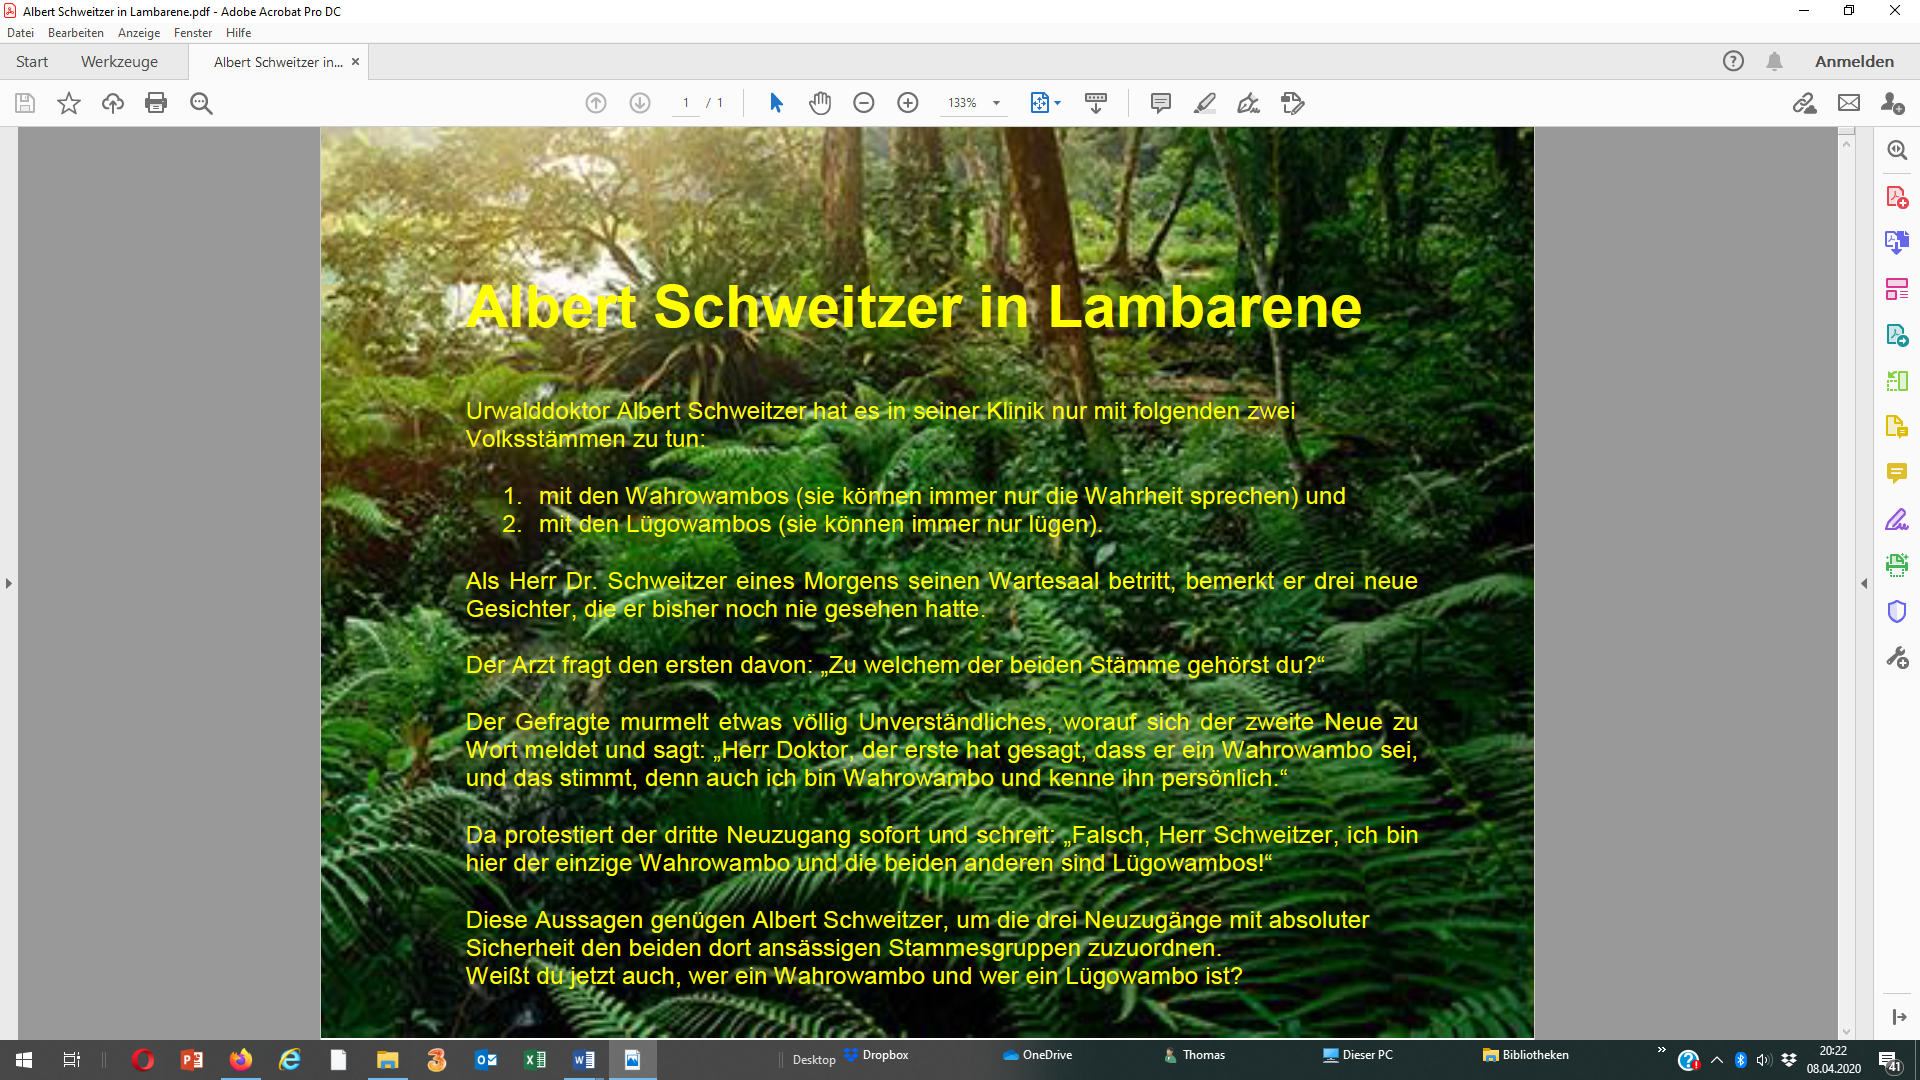 Albert Schweitzer in Lambarene.pdf - Adobe Acrobat Pro DC
Datei Bearbeiten Anzeige Fenster Hilfe
Start Werkzeuge Albert Schweitzer in... × Anmelden
1 / 1 133%
Albert Schweitzer in Lambarene
Urwalddoktor Albert Schweitzer hat es in seiner Klinik nur mit folgenden zwei
Volksstämmen zu tun:
1. mit den Wahrowambos (sie können immer nur die Wahrheit sprechen) und
2. mit den Lügowambos (sie können immer nur lügen).
Als Herr Dr. Schweitzer eines Morgens seinen Wartesaal betritt, bemerkt er drei neue
Gesichter, die er bisher noch nie gesehen hatte.
Der Arzt fragt den ersten davon: „Zu welchem der beiden Stämme gehörst du?“
Der Gefragte murmelt etwas völlig Unverständliches, worauf sich der zweite Neue zu
Wort meldet und sagt: „Herr Doktor, der erste hat gesagt, dass er ein Wahrowambo sei,
und das stimmt, denn auch ich bin Wahrowambo und kenne ihn persönlich.“
Da protestiert der dritte Neuzugang sofort und schreit: „Falsch, Herr Schweitzer, ich bin
hier der einzige Wahrowambo und die beiden anderen sind Lügowambos!“
Diese Aussagen genügen Albert Schweitzer, um die drei Neuzugänge mit absoluter
Sicherheit den beiden dort ansässigen Stammesgruppen zuzuordnen.
Weißt du jetzt auch, wer ein Wahrowambo und wer ein Lügowambo ist?
Desktop Dropbox OneDrive Thomas Dieser PC Bibliotheken » 20:22
08.04.2020 41